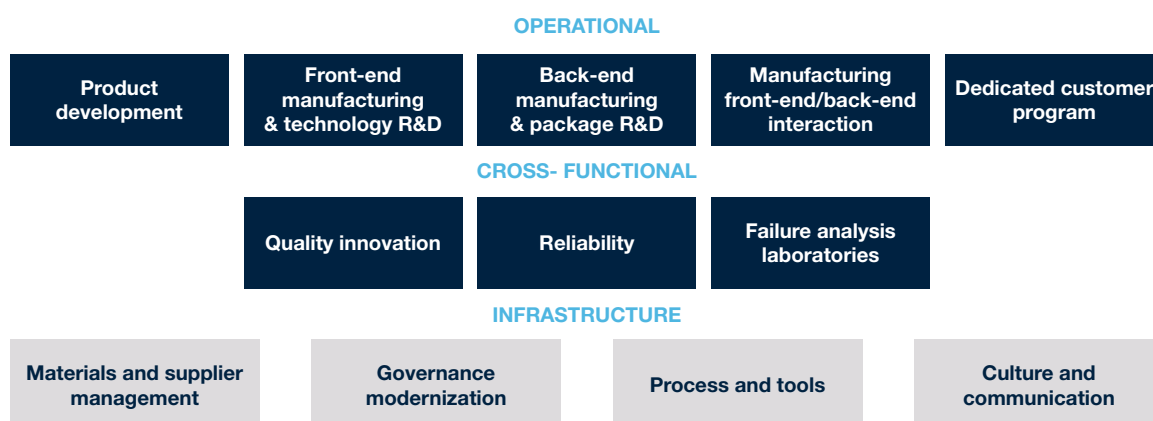 OPERATIONAL
Product
development
Front-end
manufacturing
& technology R&D
Back-end
manufacturing
& package R&D
Manufacturing
front-end/back-end
interaction
Dedicated customer
program
CROSS- FUNCTIONAL
Quality innovation
Reliability
Failure analysis
laboratories
INFRASTRUCTURE
Materials and supplier
management
Governance
modernization
Process and tools
Culture and
communication